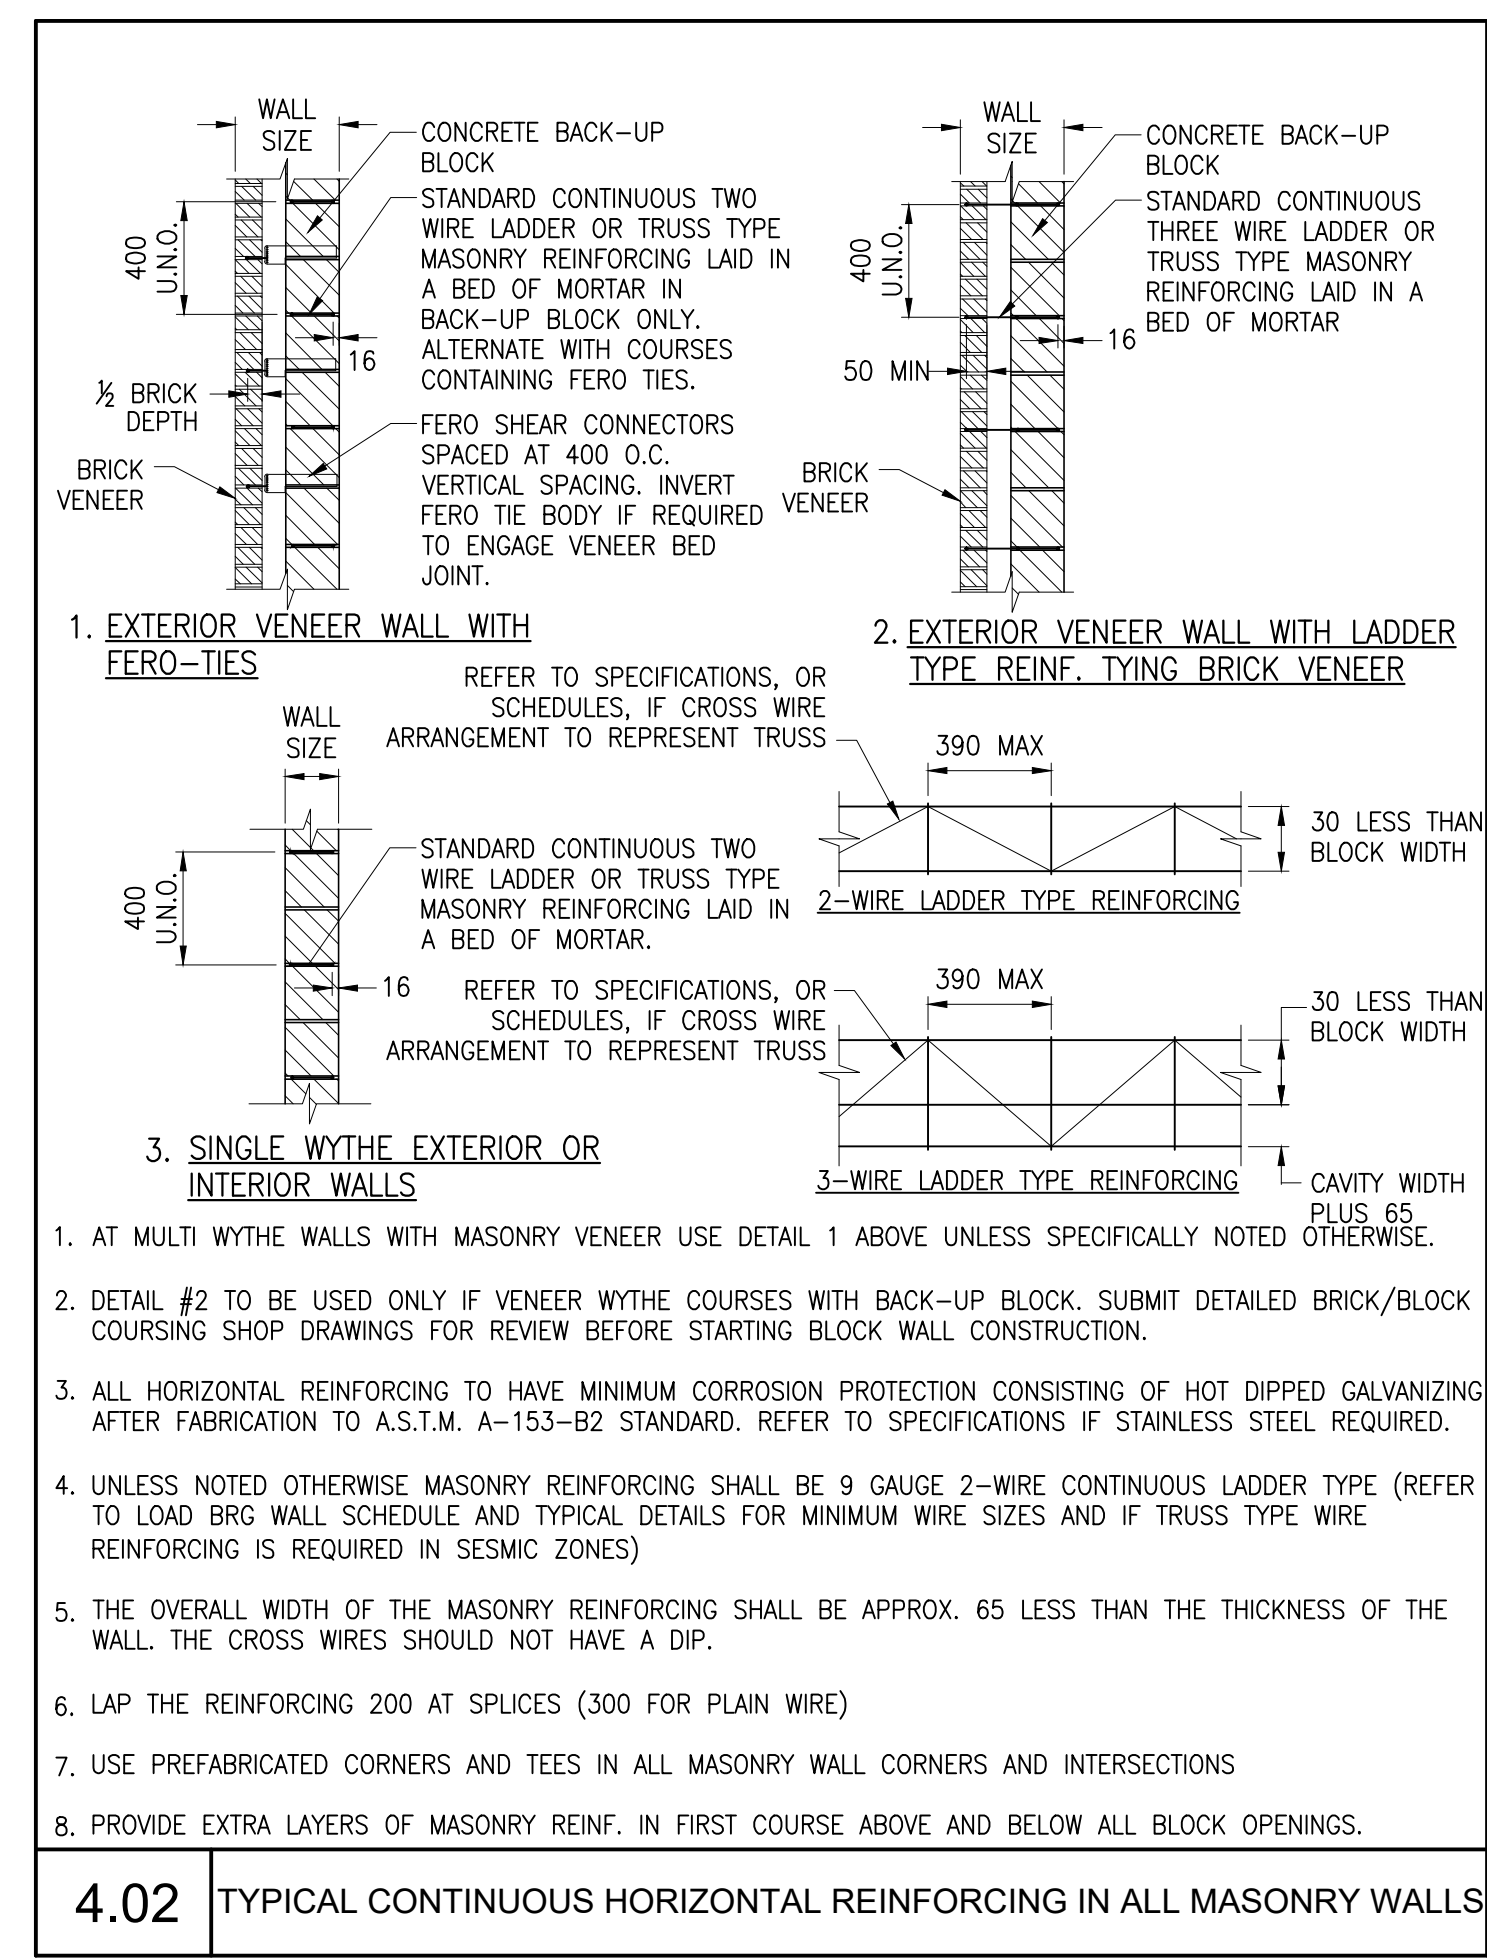 WALL
SIZE
CONCRETE BACK-UP
BLOCK
STANDARD CONTINUOUS TWO
WIRE LADDER OR TRUSS TYPE
MASONRY REINFORCING LAID IN
A BED OF MORTAR IN
BACK-UP BLOCK ONLY.
ALTERNATE WITH COURSES
CONTAINING FERO TIES.
400
U.N.O.
16
½ BRICK
DEPTH
BRICK
VENEER
FERO SHEAR CONNECTORS
SPACED AT 400 O.C.
VERTICAL SPACING. INVERT
FERO TIE BODY IF REQUIRED
TO ENGAGE VENEER BED
JOINT.
1. EXTERIOR VENEER WALL WITH
FERO-TIES
WALL
SIZE
CONCRETE BACK-UP
BLOCK
STANDARD CONTINUOUS
THREE WIRE LADDER OR
TRUSS TYPE MASONRY
REINFORCING LAID IN A
BED OF MORTAR
400
U.N.O.
16
50 MIN
BRICK
VENEER
2. EXTERIOR VENEER WALL WITH LADDER
TYPE REINF. TYING BRICK VENEER
WALL
SIZE
400
U.N.O.
STANDARD CONTINUOUS TWO
WIRE LADDER OR TRUSS TYPE
MASONRY REINFORCING LAID IN
A BED OF MORTAR.
16
3. SINGLE WYTHE EXTERIOR OR
INTERIOR WALLS
REFER TO SPECIFICATIONS, OR
SCHEDULES, IF CROSS WIRE
ARRANGEMENT TO REPRESENT TRUSS
390 MAX
30 LESS THAN
BLOCK WIDTH
2-WIRE LADDER TYPE REINFORCING
REFER TO SPECIFICATIONS, OR
SCHEDULES, IF CROSS WIRE
ARRANGEMENT TO REPRESENT TRUSS
390 MAX
30 LESS THAN
BLOCK WIDTH
3-WIRE LADDER TYPE REINFORCING
CAVITY WIDTH
PLUS 65
1. AT MULTI WYTHE WALLS WITH MASONRY VENEER USE DETAIL 1 ABOVE UNLESS SPECIFICALLY NOTED OTHERWISE.
2. DETAIL #2 TO BE USED ONLY IF VENEER WYTHE COURSES WITH BACK-UP BLOCK. SUBMIT DETAILED BRICK/BLOCK
COURSING SHOP DRAWINGS FOR REVIEW BEFORE STARTING BLOCK WALL CONSTRUCTION.
3. ALL HORIZONTAL REINFORCING TO HAVE MINIMUM CORROSION PROTECTION CONSISTING OF HOT DIPPED GALVANIZING
AFTER FABRICATION TO A.S.T.M. A-153-B2 STANDARD. REFER TO SPECIFICATIONS IF STAINLESS STEEL REQUIRED.
4. UNLESS NOTED OTHERWISE MASONRY REINFORCING SHALL BE 9 GAUGE 2-WIRE CONTINUOUS LADDER TYPE (REFER
TO LOAD BRG WALL SCHEDULE AND TYPICAL DETAILS FOR MINIMUM WIRE SIZES AND IF TRUSS TYPE WIRE
REINFORCING IS REQUIRED IN SESMIC ZONES)
5. THE OVERALL WIDTH OF THE MASONRY REINFORCING SHALL BE APPROX. 65 LESS THAN THE THICKNESS OF THE
WALL. THE CROSS WIRES SHOULD NOT HAVE A DIP.
6. LAP THE REINFORCING 200 AT SPLICES (300 FOR PLAIN WIRE)
7. USE PREFABRICATED CORNERS AND TEES IN ALL MASONRY WALL CORNERS AND INTERSECTIONS
8. PROVIDE EXTRA LAYERS OF MASONRY REINF. IN FIRST COURSE ABOVE AND BELOW ALL BLOCK OPENINGS.
4.02
TYPICAL CONTINUOUS HORIZONTAL REINFORCING IN ALL MASONRY WALLS